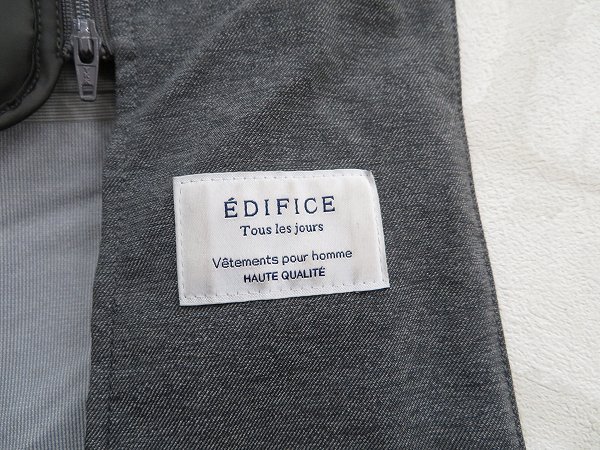 ÉDIFICE
Tous les jours
Vêtements pour homme
HAUTE QUALITÉ